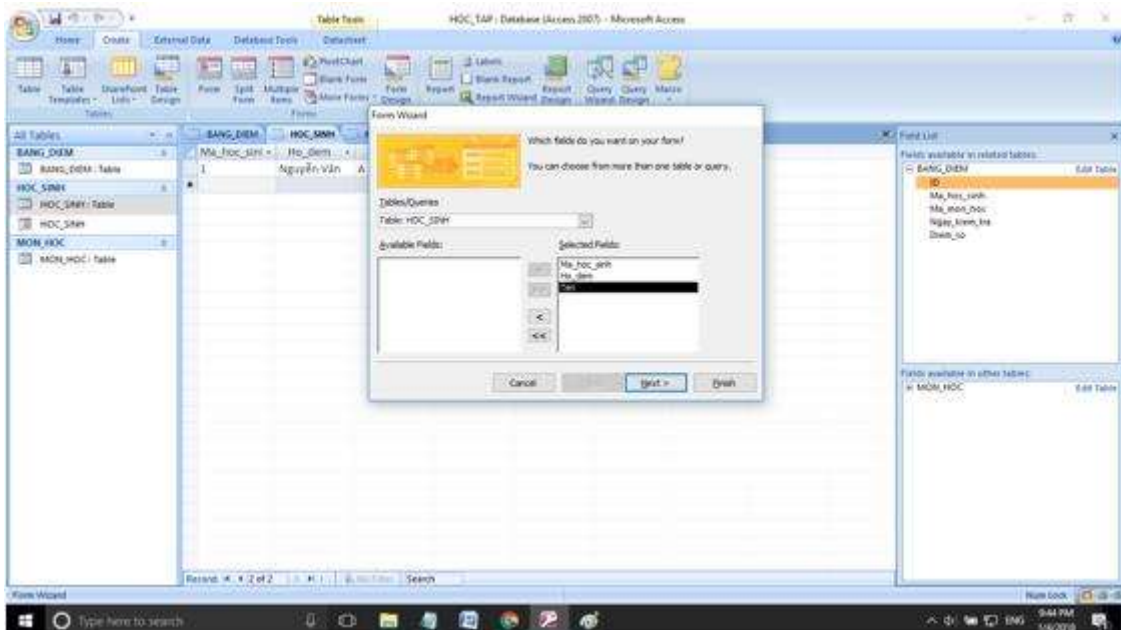 Table Tools
HOC_TAP : Database (Access 2007) - Microsoft Access
Home Create External Data Database Tools Datasheet
PivotChart
Blank Form
More Forms
Labels
Blank Report
Report Wizard
Table
Table Templates
SharePoint Lists
Table Design
Form
Split Form
Multiple Items
Form Design
Report
Report Design
Query Wizard
Query Design
Macro
Tables
Forms
All Tables
BANG_DIEM
BANG_DIEM : Table
HOC_SINH
HOC_SINH : Table
HOC_SINH
MON_HOC
MON_HOC : Table
BANG_DIEM HOC_SINH
Ma_hoc_sinh Ho_dem
1 Nguyễn Văn A
Form Wizard
Which fields do you want on your form?
You can choose from more than one table or query.
Tables/Queries
Table: HOC_SINH
Available Fields:
Selected Fields:
Ma_hoc_sinh
Ho_dem
Ten
<
<<
Cancel
Next >
Finish
Field List
Fields available in related tables:
BANG_DIEM Edit Table
ID
Ma_hoc_sinh
Ma_mon_hoc
Ngay_kiem_tra
Diem_so
Fields available in other tables:
MON_HOC Edit Table
Record: 2 of 2 No Filter Search
Form Wizard
Num Lock
Type here to search
ENG
9:44 PM